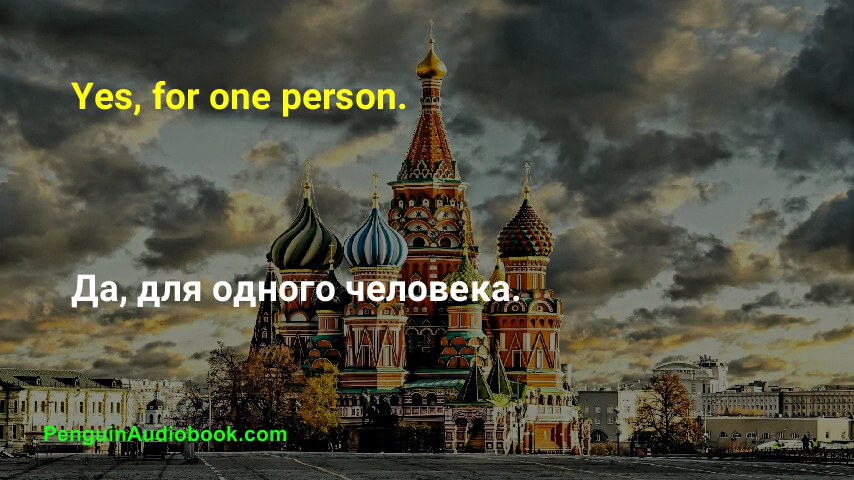 Yes, for one person.
Да, для одного человека.
PenguinAudiobook.com